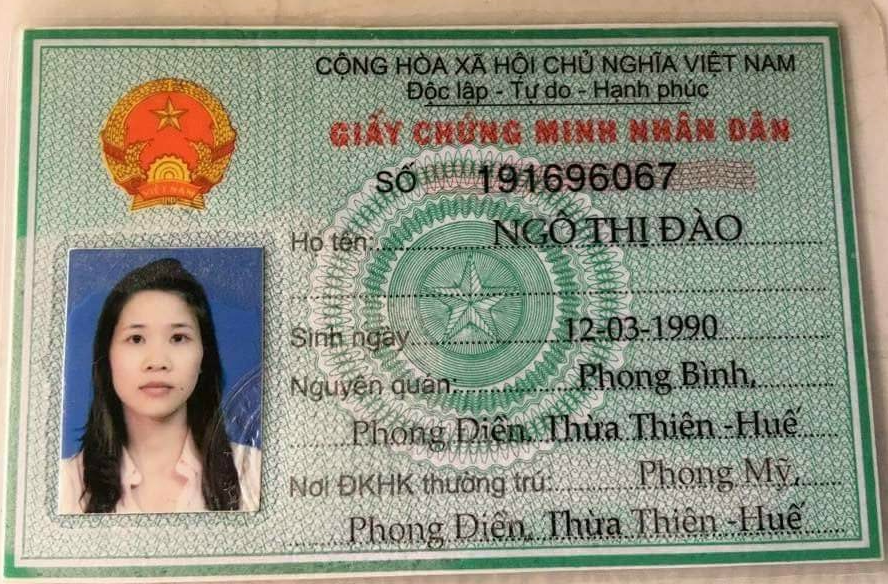 CỘNG HÒA XÃ HỘI CHỦ NGHĨA VIỆT NAM
Độc lập - Tự do - Hạnh phúc
GIẤY CHỨNG MINH NHÂN DÂN
SỐ 191696067
Họ tên: NGÔ THỊ ĐÀO
Sinh ngày 12-03-1990
Nguyên quán: Phong Bình,
Phong Điền, Thừa Thiên -Huế
Nơi ĐKHK thường trú: Phong Mỹ,
Phong Điền, Thừa Thiên -Huế
VIỆT NAM